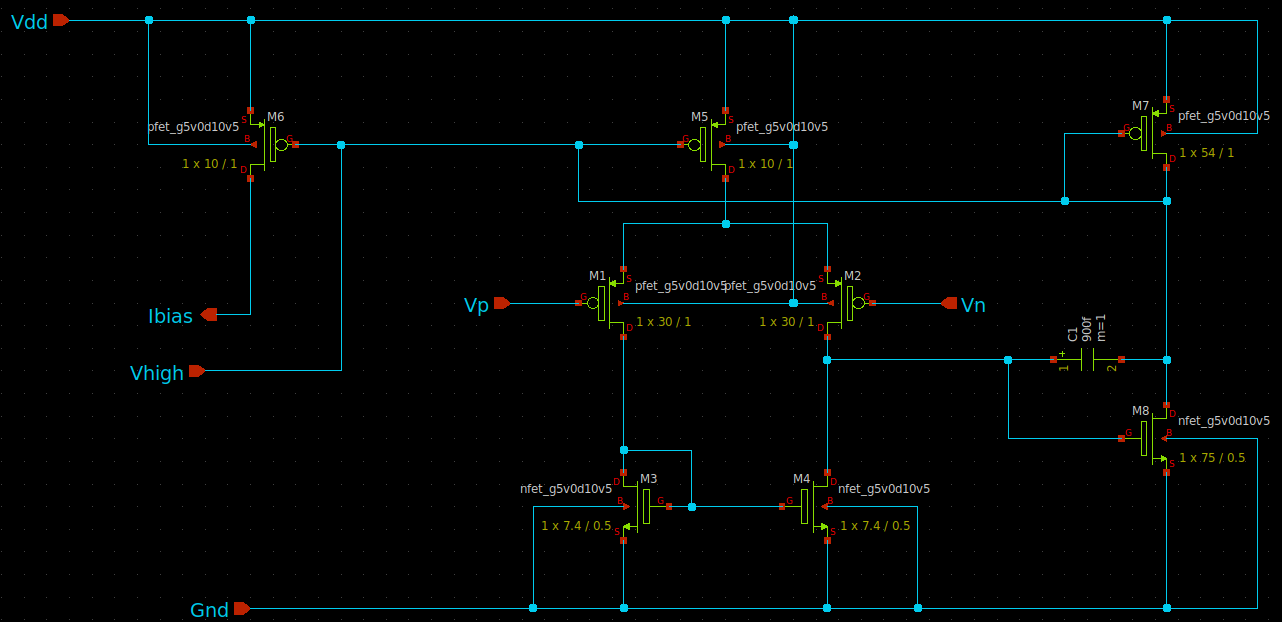 Vdd
M6
pfet_g5v0d10v5
S
B
G
D
1 x 10 / 1
M5
pfet_g5v0d10v5
S
G
B
D
1 x 10 / 1
M7
pfet_g5v0d10v5
S
G
B
D
1 x 54 / 1
Ibias
Vhigh
Vp
M1
pfet_g5v0d10v5
S
G
B
D
1 x 30 / 1
pfet_g5v0d10v5
M2
S
B
G
D
1 x 30 / 1
Vn
C1
900f
m=1
+
1
2
M8
nfet_g5v0d10v5
D
G
B
S
1 x 75 / 0.5
nfet_g5v0d10v5
M3
D
B
G
S
1 x 7.4 / 0.5
M4
nfet_g5v0d10v5
D
G
B
S
1 x 7.4 / 0.5
Gnd